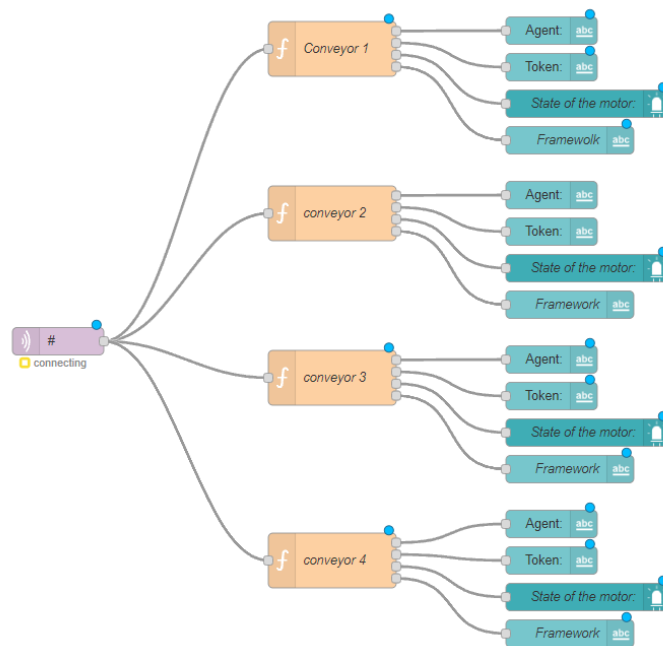 Conveyor 1
Agent:
abc
Token:
abc
State of the motor:
Framewolk
abc
conveyor 2
Agent:
abc
Token:
abc
State of the motor:
Framework
abc
#
connecting
conveyor 3
Agent:
abc
Token:
abc
State of the motor:
Framework
abc
conveyor 4
Agent:
abc
Token:
abc
State of the motor:
Framework
abc